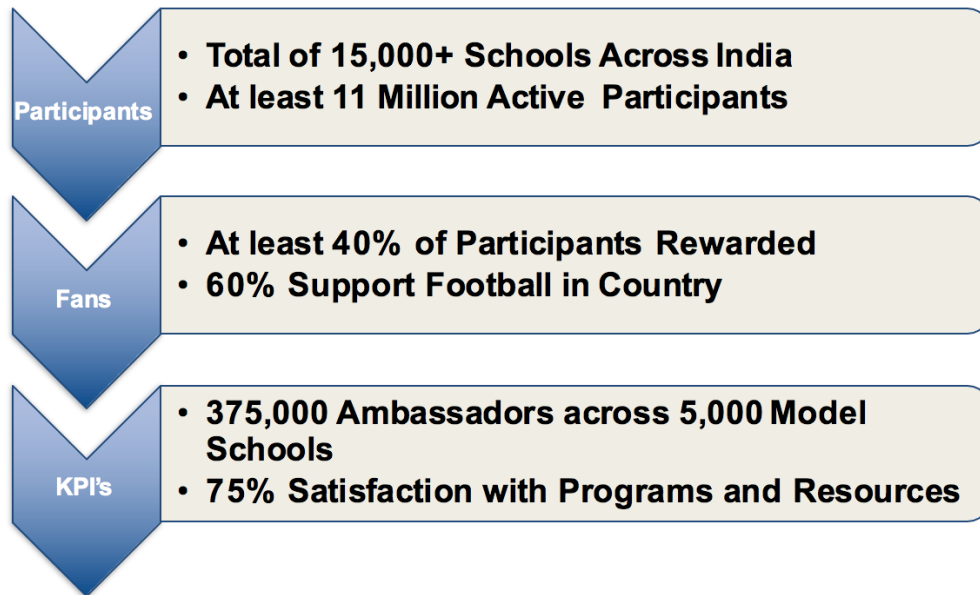 Participants
• Total of 15,000+ Schools Across India
• At least 11 Million Active Participants
Fans
• At least 40% of Participants Rewarded
• 60% Support Football in Country
KPI's
• 375,000 Ambassadors across 5,000 Model
Schools
• 75% Satisfaction with Programs and Resources